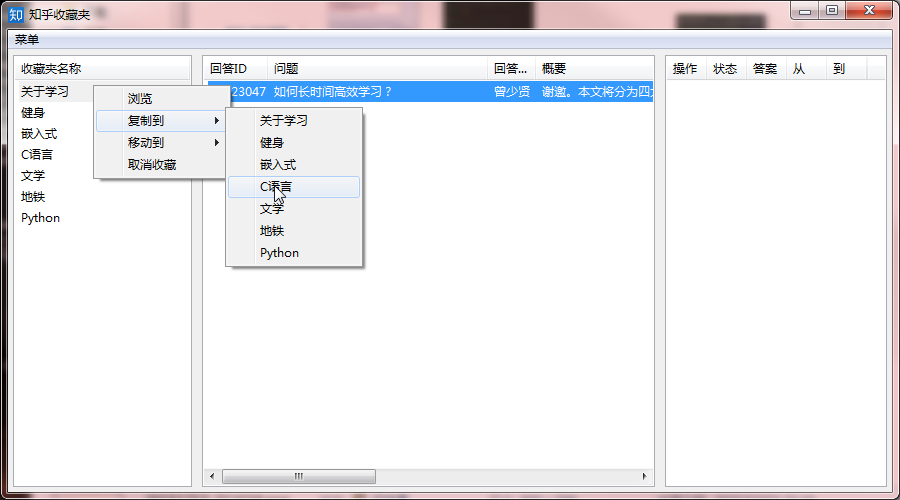 知 知乎收藏夹
菜单
收藏夹名称
关于学习
健身
嵌入式
C语言
文学
地铁
Python
浏览
复制到
移动到
取消收藏
关于学习
健身
嵌入式
C语言
文学
地铁
Python
回答ID 问题 回答... 概要
23047 如何长时间高效学习？ 曾少贤 谢邀。本文将分为四
操作 状态 答案 从 到